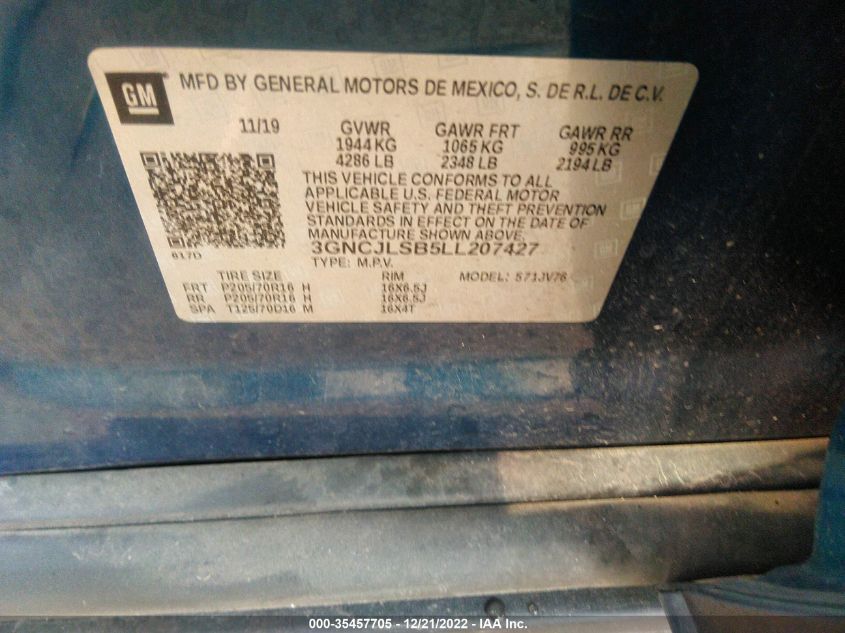 GM
MFD BY GENERAL MOTORS DE MEXICO, S. DE R.L. DE C.V.
11/19 GVWR GAWR FRT GAWR RR
1944 KG 1065 KG 995 KG
4286 LB 2348 LB 2194 LB
THIS VEHICLE CONFORMS TO ALL
APPLICABLE U.S. FEDERAL MOTOR
VEHICLE SAFETY AND THEFT PREVENTION
STANDARDS IN EFFECT ON THE DATE OF
MANUFACTURE SHOWN ABOVE.
617D 3GNCJLSB5LL207427
TYPE: M.P.V. MODEL: S71JV76
TIRE SIZE RIM
FRT P205/70R16 H 16X6.5J
RR P205/70R16 H 16X6.5J
SPA T125/70D16 M 16X4T
000-35457705 - 12/21/2022 - IAA Inc.